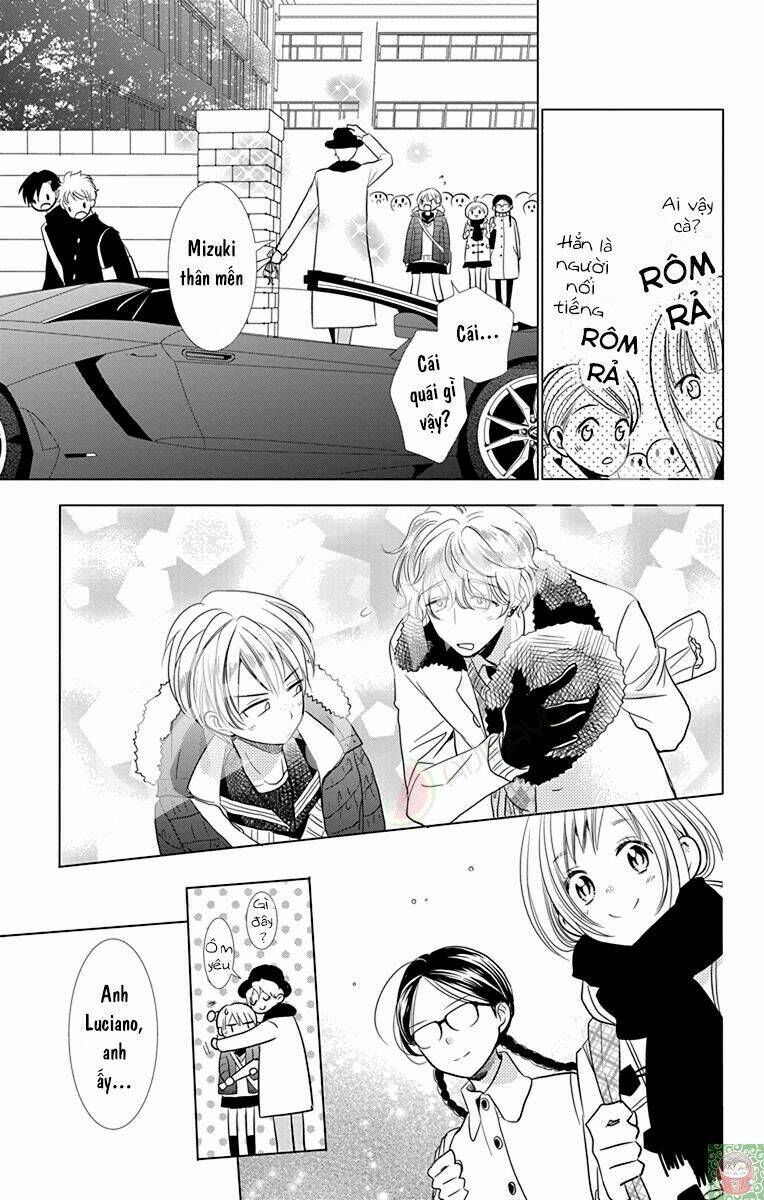 Ai vậy
cà?
RÔM
RẢ
Hẳn là
người
nổi
tiếng
RÔM
RẢ
Mizuki
thân mến
Cái...
Cái
quái gì
vậy?
Gì
đây
?
Ôm
yêu
Anh
Luciano,
anh
ấy...